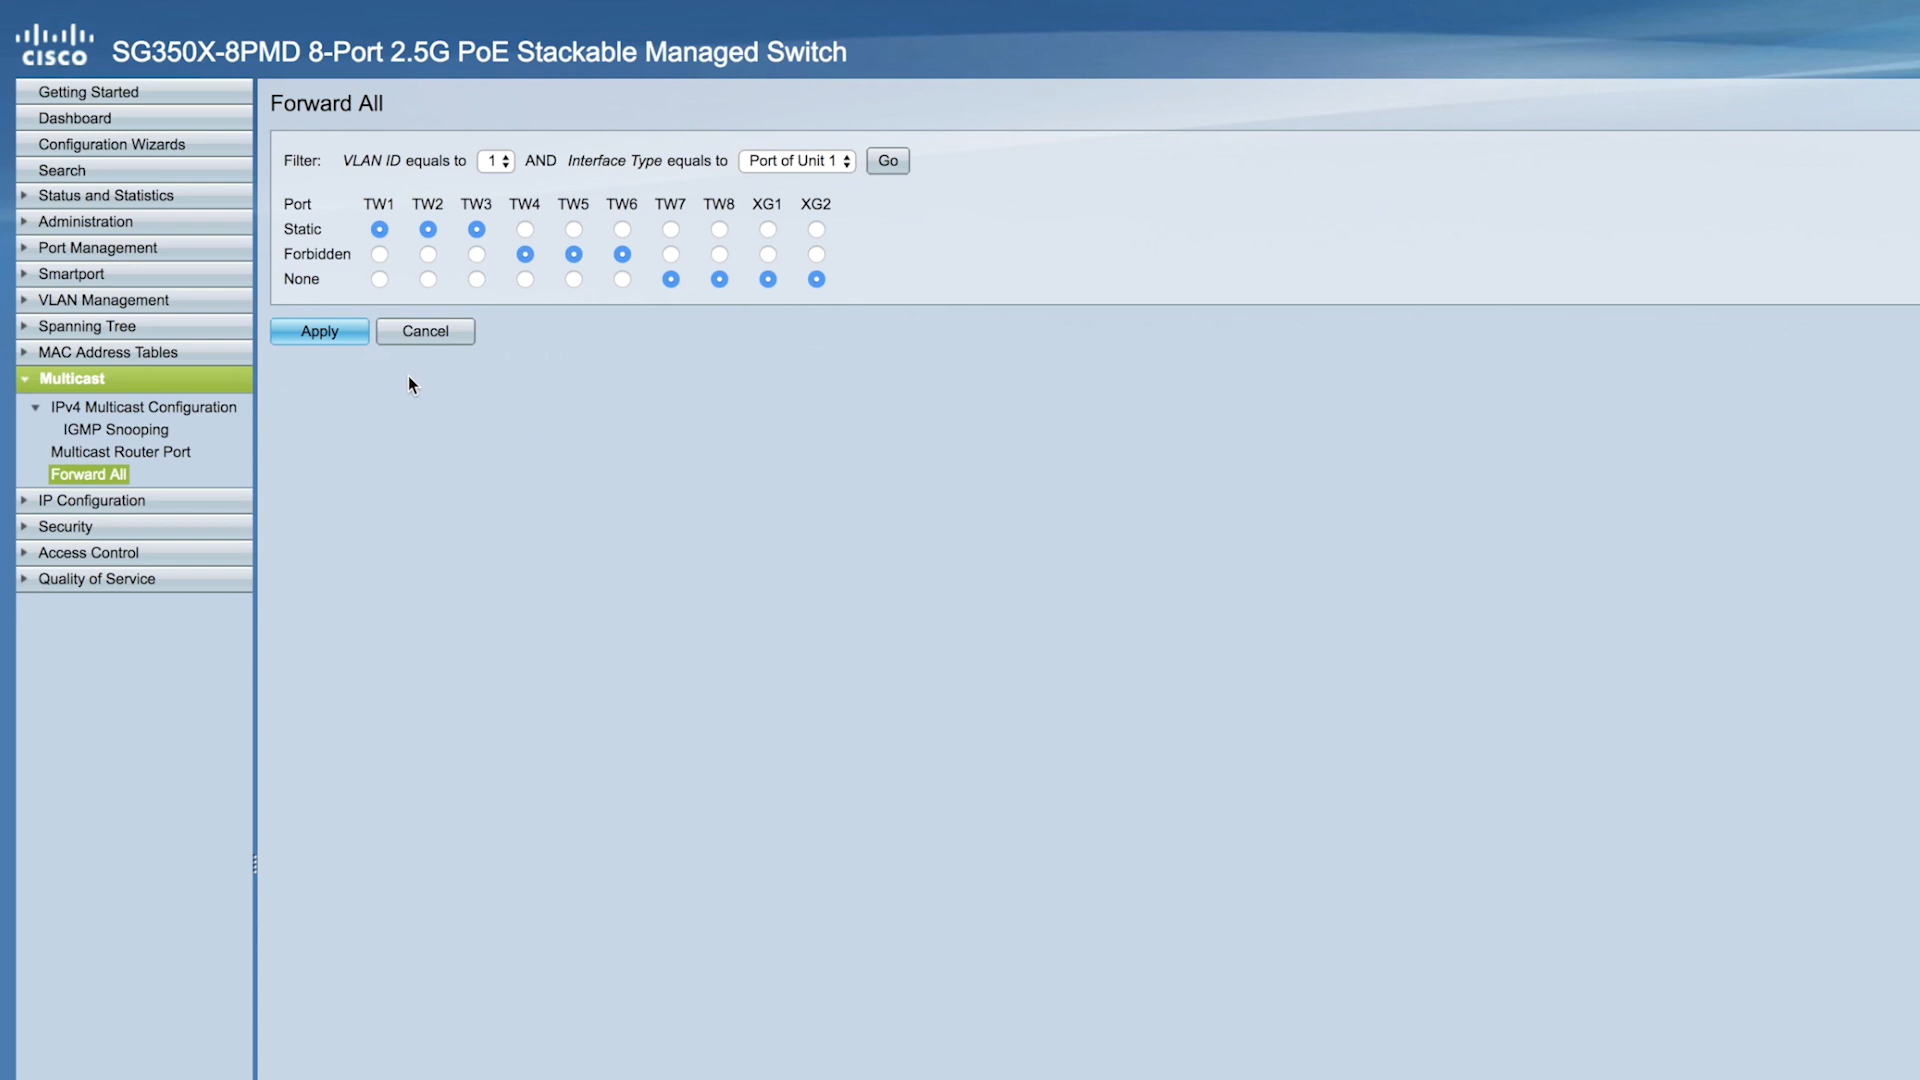 CISCO
SG350X-8PMD 8-Port 2.5G PoE Stackable Managed Switch
Getting Started
Dashboard
Configuration Wizards
Search
Status and Statistics
Administration
Port Management
Smartport
VLAN Management
Spanning Tree
MAC Address Tables
Multicast
IPv4 Multicast Configuration
IGMP Snooping
Multicast Router Port
Forward All
IP Configuration
Security
Access Control
Quality of Service
Forward All
Filter: VLAN ID equals to 1 AND Interface Type equals to Port of Unit 1 Go
Port TW1 TW2 TW3 TW4 TW5 TW6 TW7 TW8 XG1 XG2
Static
Forbidden
None
Apply Cancel